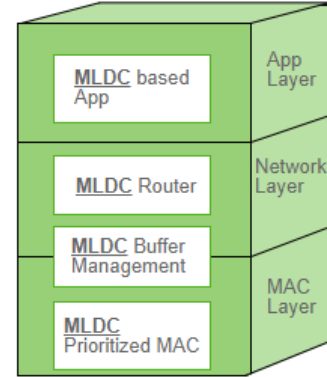 MLDC based
App
App
Layer
MLDC Router
Network
Layer
MLDC Buffer
Management
MLDC
Prioritized MAC
MAC
Layer